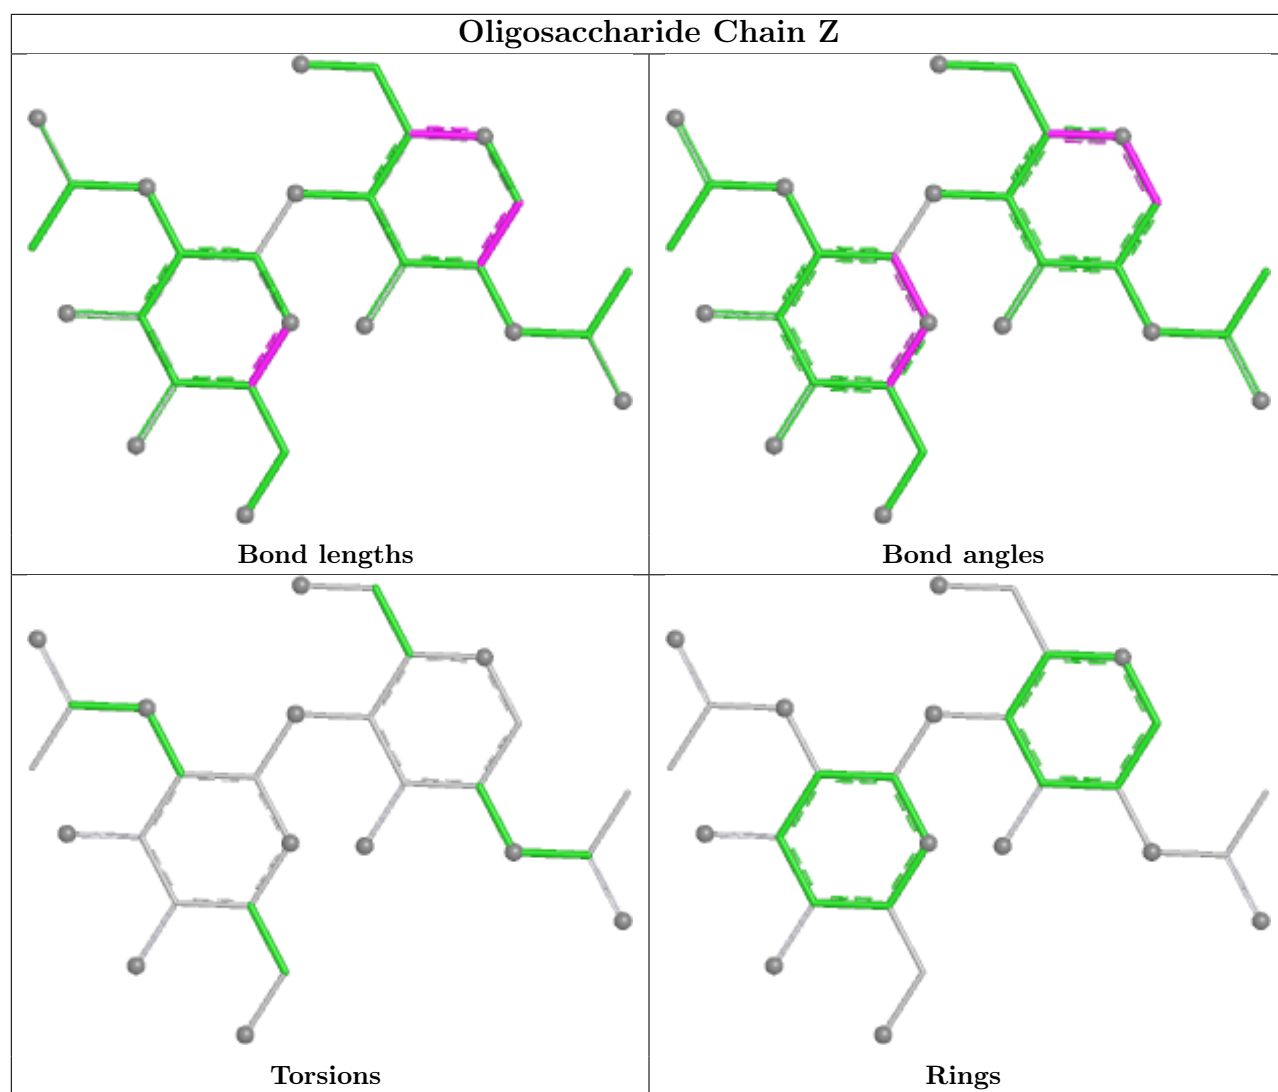 Oligosaccharide Chain Z
Bond lengths
Bond angles
Torsions
Rings